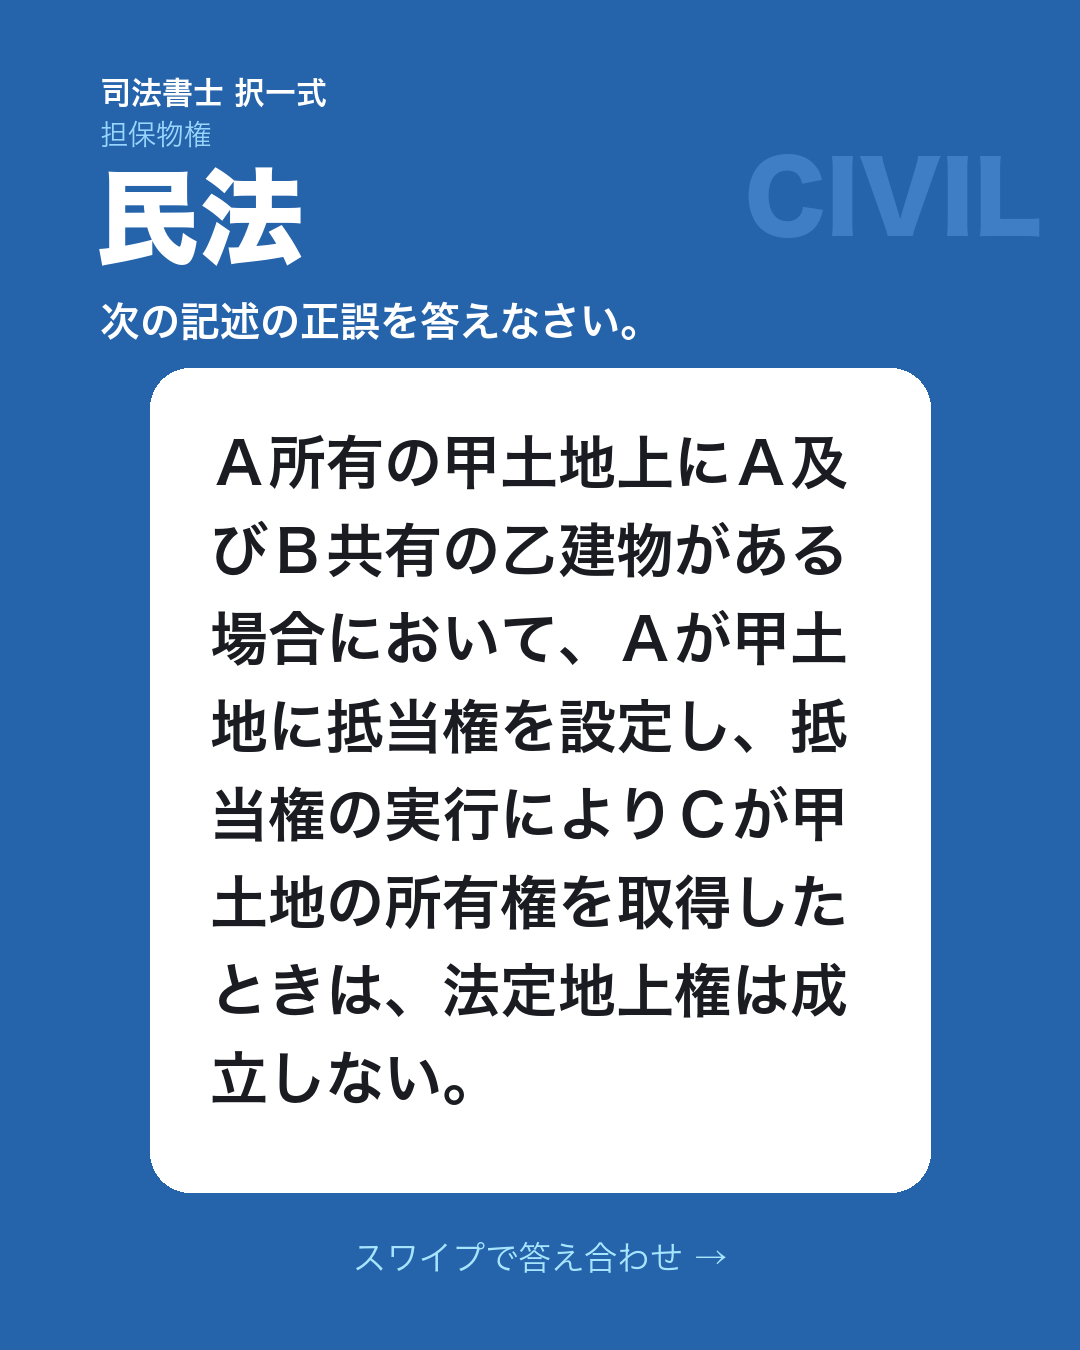 司法書士 択一式
担保物権
民法
CIVIL
次の記述の正誤を答えなさい。
Ａ所有の甲土地上にＡ及
びＢ共有の乙建物がある
場合において、Ａが甲土
地に抵当権を設定し、抵
当権の実行によりＣが甲
土地の所有権を取得した
ときは、法定地上権は成
立しない。
スワイプで答え合わせ →